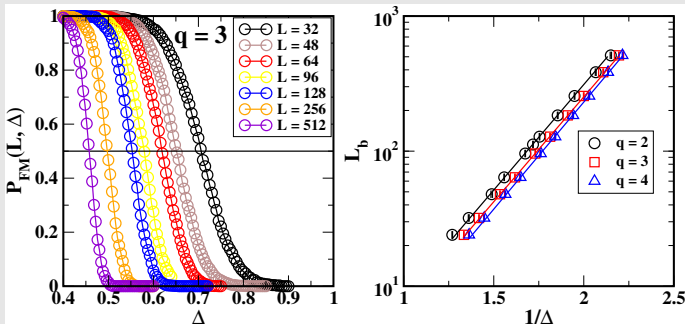 q = 3
L = 32
L = 48
L = 64
L = 96
L = 128
L = 256
L = 512
P_FM(L, Δ)
1
0.8
0.6
0.4
0.2
0
0.4 0.5 0.6 0.7 0.8 0.9 1
Δ
L_b
10^3
10^2
10^1
q = 2
q = 3
q = 4
1 1.5 2 2.5
1/Δ